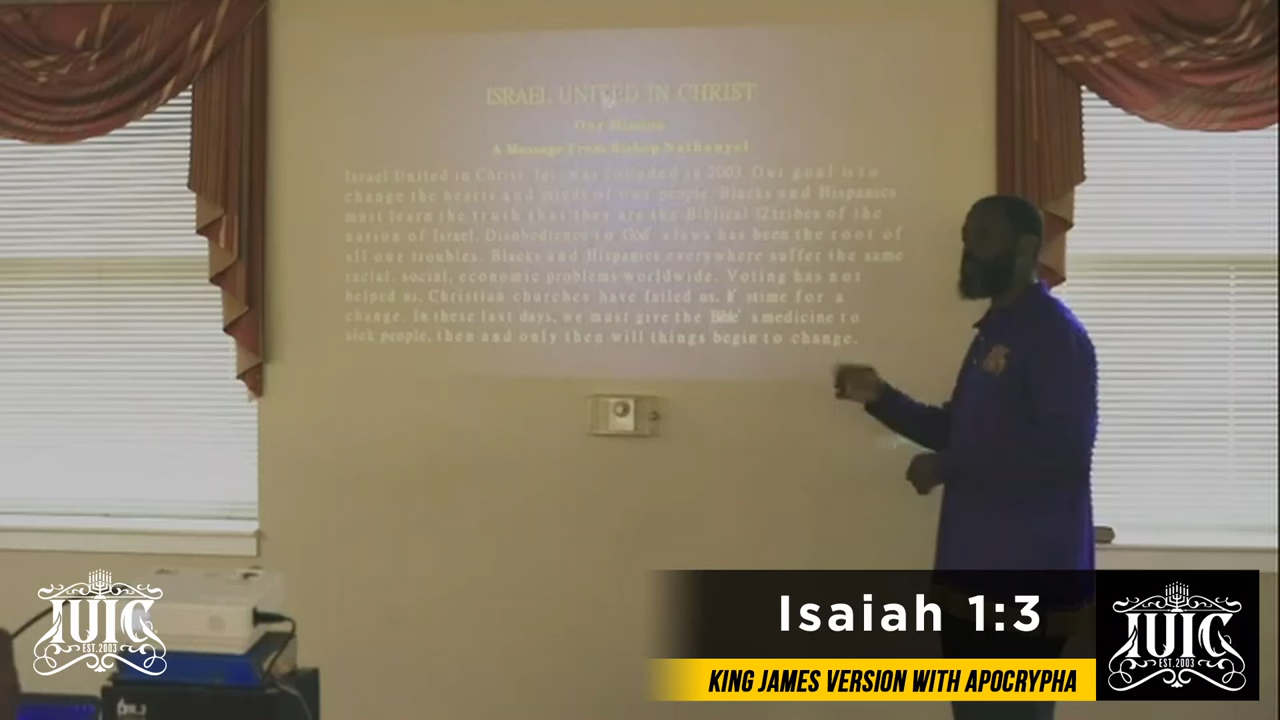 ISRAEL UNITED IN CHRIST
Our Mission
A Message From Bishop Nathanyel
Israel United in Christ, Inc. was founded in 2003. Our goal is to
change the hearts and minds of our people. Blacks and Hispanics
must learn the truth that they are the Biblical 12 tribes of the
nation of Israel. Disobedience to God's laws has been the root of
all our troubles. Blacks and Hispanics everywhere suffer the same
racial, social, economic problems worldwide. Voting has not
helped us, Christian churches have failed us. It's time for a
change. In these last days, we must give the Bible's medicine to
sick people, then and only then will things begin to change.
IUIC
EST. 2003
Isaiah 1:3
KING JAMES VERSION WITH APOCRYPHA
IUIC
EST. 2003